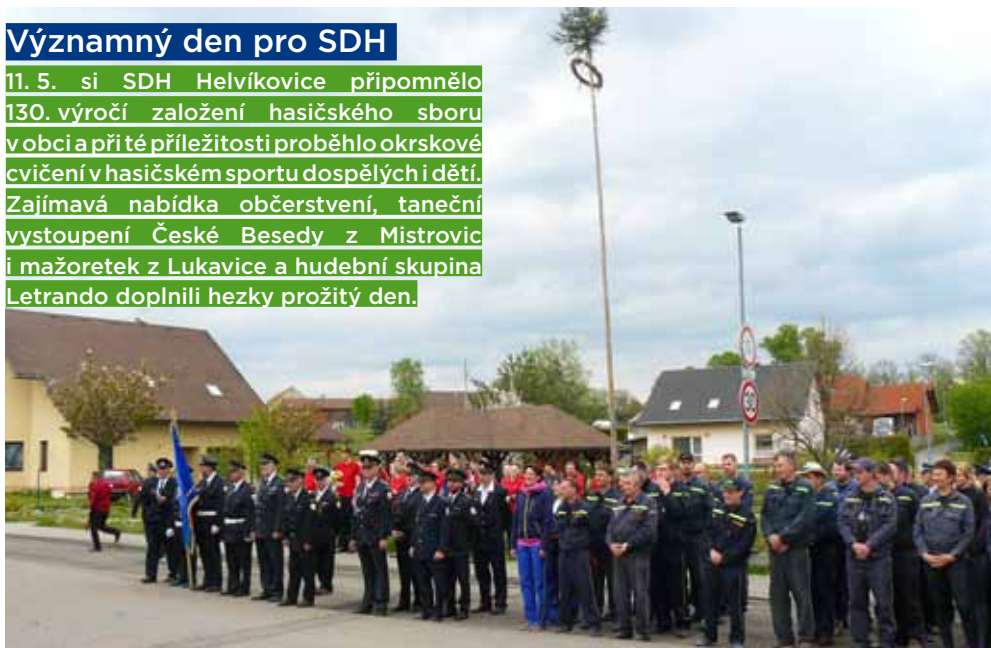 Významný den pro SDH
11. 5. si SDH Helvíkovice připomnělo
130. výročí založení hasičského sboru
v obci a při té příležitosti proběhlo okrskové
cvičení v hasičském sportu dospělých i dětí.
Zajímavá nabídka občerstvení, taneční
vystoupení České Besedy z Mistrovic
i mažoretek z Lukavice a hudební skupina
Letrando doplnili hezky prožitý den.
30